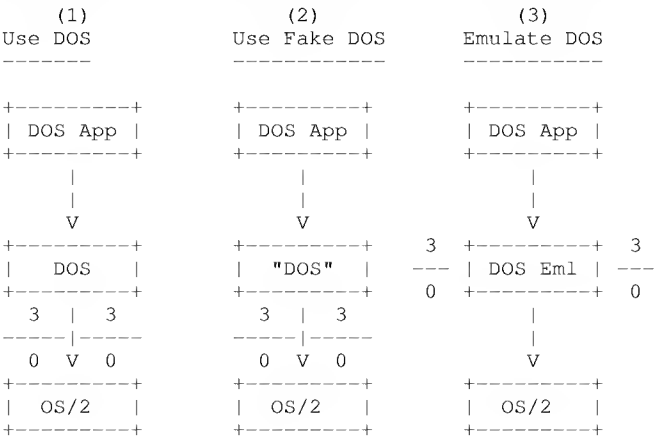 (1) (2) (3)
Use DOS Use Fake DOS Emulate DOS
------- ------------ -----------
+---------+ +---------+ +---------+
| DOS App | | DOS App | | DOS App |
+---------+ +---------+ +---------+
| | |
| | |
V V V
+---------+ +---------+ 3 +---------+ 3
| DOS | | "DOS" | --- | DOS Eml | ---
+---------+ +---------+ 0 +---------+ 0
3 | 3 3 | 3 |
-----|----- -----|----- |
0 V 0 0 V 0 V
+---------+ +---------+ +---------+
| OS/2 | | OS/2 | | OS/2 |
+---------+ +---------+ +---------+